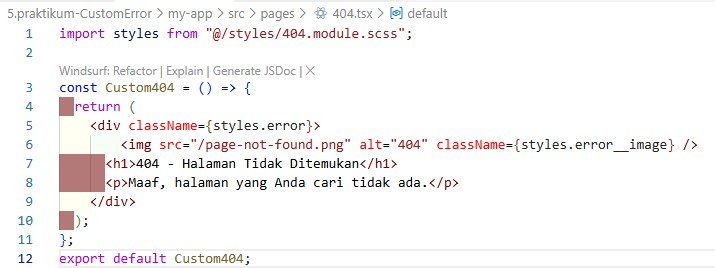 5.praktikum-CustomError > my-app > src > pages > 404.tsx > default
1 import styles from "@/styles/404.module.scss";
2
Windsurf: Refactor | Explain | Generate JSDoc | X
3 const Custom404 = () => {
4 return (
5 <div className={styles.error}>
6 <img src="/page-not-found.png" alt="404" className={styles.error__image} />
7 <h1>404 - Halaman Tidak Ditemukan</h1>
8 <p>Maaf, halaman yang Anda cari tidak ada.</p>
9 </div>
10 );
11 };
12 export default Custom404;